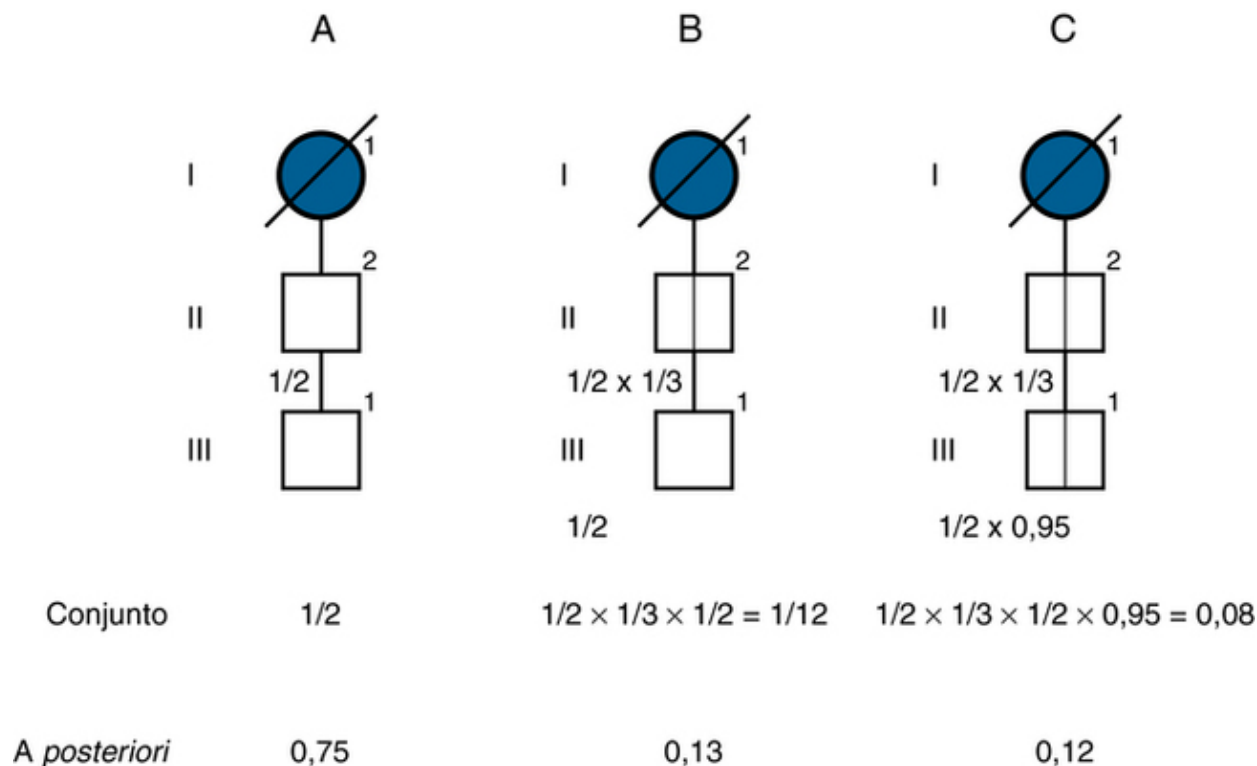 A B C
I 1 I 1 I 1
2 2 2
II II II
1/2 1/2 x 1/3 1/2 x 1/3
1 1 1
III III III
1/2 1/2 x 0,95
Conjunto 1/2 1/2 × 1/3 × 1/2 = 1/12 1/2 × 1/3 × 1/2 × 0,95 = 0,08
A posteriori 0,75 0,13 0,12